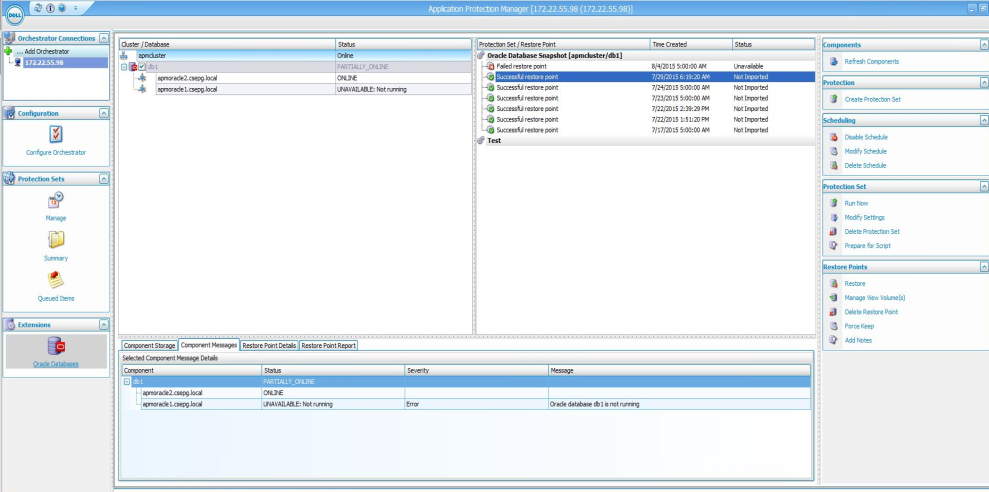 DELL
Application Protection Manager [172.22.55.98 (172.22.55.98)]
Orchestrator Connections
... Add Orchestrator
172.22.55.98
Configuration
Configure Orchestrator
Protection Sets
Manage
Summary
Queued Items
Extensions
Oracle Databases
Cluster / Database Status
apmcluster Online
db1 PARTIALLY_ONLINE
apmoracle2.csepg.local ONLINE
apmoracle1.csepg.local UNAVAILABLE: Not running
Protection Set / Restore Point Time Created Status
Oracle Database Snapshot [apmcluster/db1]
Failed restore point 8/4/2015 5:00:00 AM Unavailable
Successful restore point 7/29/2015 6:19:20 AM Not Imported
Successful restore point 7/24/2015 5:00:00 AM Not Imported
Successful restore point 7/23/2015 5:00:00 AM Not Imported
Successful restore point 7/22/2015 2:39:29 PM Not Imported
Successful restore point 7/22/2015 1:51:20 PM Not Imported
Successful restore point 7/17/2015 5:00:00 AM Not Imported
Test
Component Storage Component Messages Restore Point Details Restore Point Report
Selected Component Message Details
Component Status Severity Message
db1 PARTIALLY_ONLINE
apmoracle2.csepg.local ONLINE
apmoracle1.csepg.local UNAVAILABLE: Not running Error Oracle database db1 is not running
Components
Refresh Components
Protection
Create Protection Set
Scheduling
Disable Schedule
Modify Schedule
Delete Schedule
Protection Set
Run Now
Modify Settings
Delete Protection Set
Prepare for Script
Restore Points
Restore
Manage View Volume(s)
Delete Restore Point
Force Keep
Add Notes